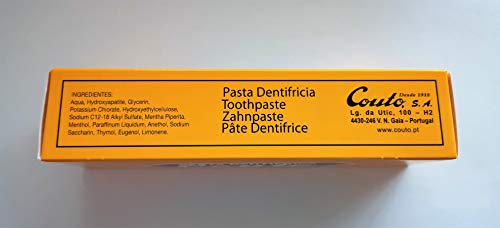 INGREDIENTES:
Aqua, Hydroxyapatite, Glycerin,
Potassium Chlorate, Hydroxyethylcellulose,
Sodium C12-18 Alkyl Sulfate, Mentha Piperita,
Menthol, Paraffinum Liquidum, Anethol, Sodium
Saccharin, Thymol, Eugenol, Limonene.
Pasta Dentifricia
Toothpaste
Zahnpaste
Pâte Dentifrice
Desde 1918
Couto, S.A.
Lg. da Utic, 100 - H2
4430-246 V. N. Gaia - Portugal
www.couto.pt